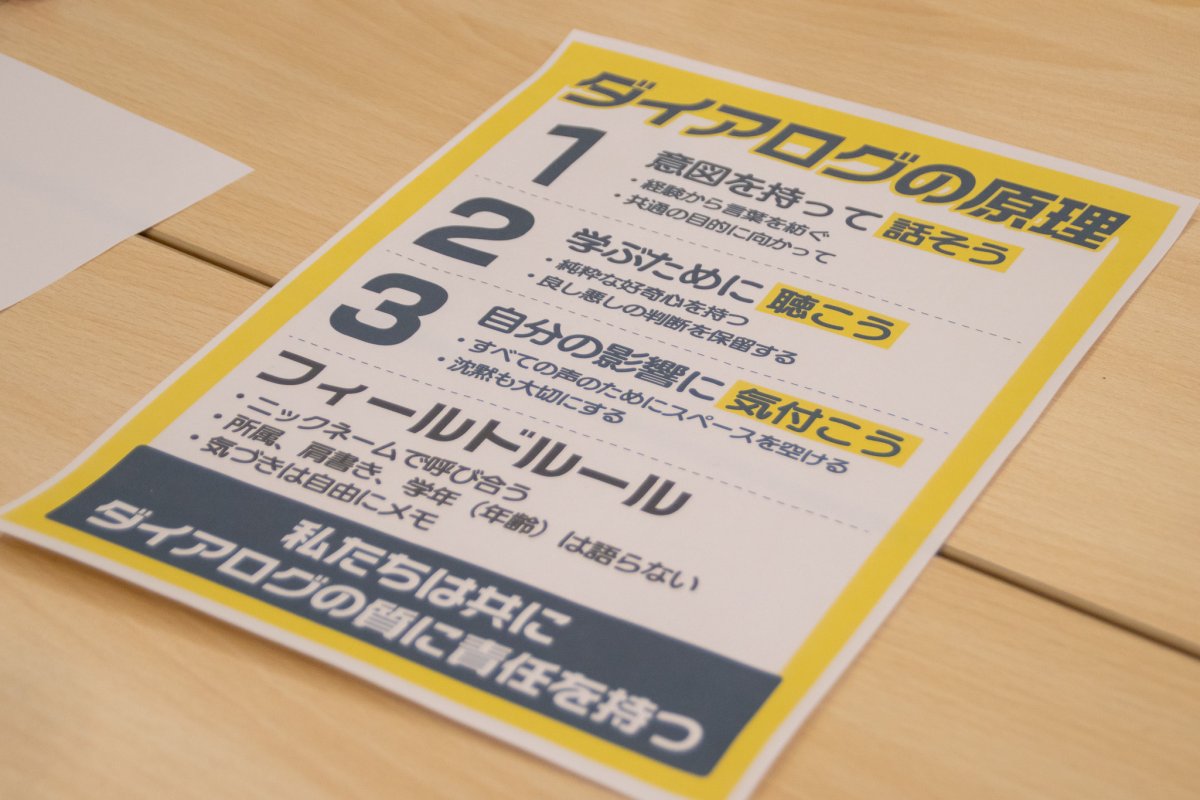 ダイアログの原理
1 意図を持って 話そう
・経験から言葉を紡ぐ
・共通の目的に向かって
2 学ぶために 聴こう
・純粋な好奇心を持つ
・良し悪しの判断を保留する
3 自分の影響に 気付こう
・すべての声のためにスペースを空ける
・沈黙も大切にする
フィールドルール
・ニックネームで呼び合う
・所属、肩書き、学年（年齢）は語らない
・気づきは自由にメモ
私たちは共に
ダイアログの質に責任を持つ